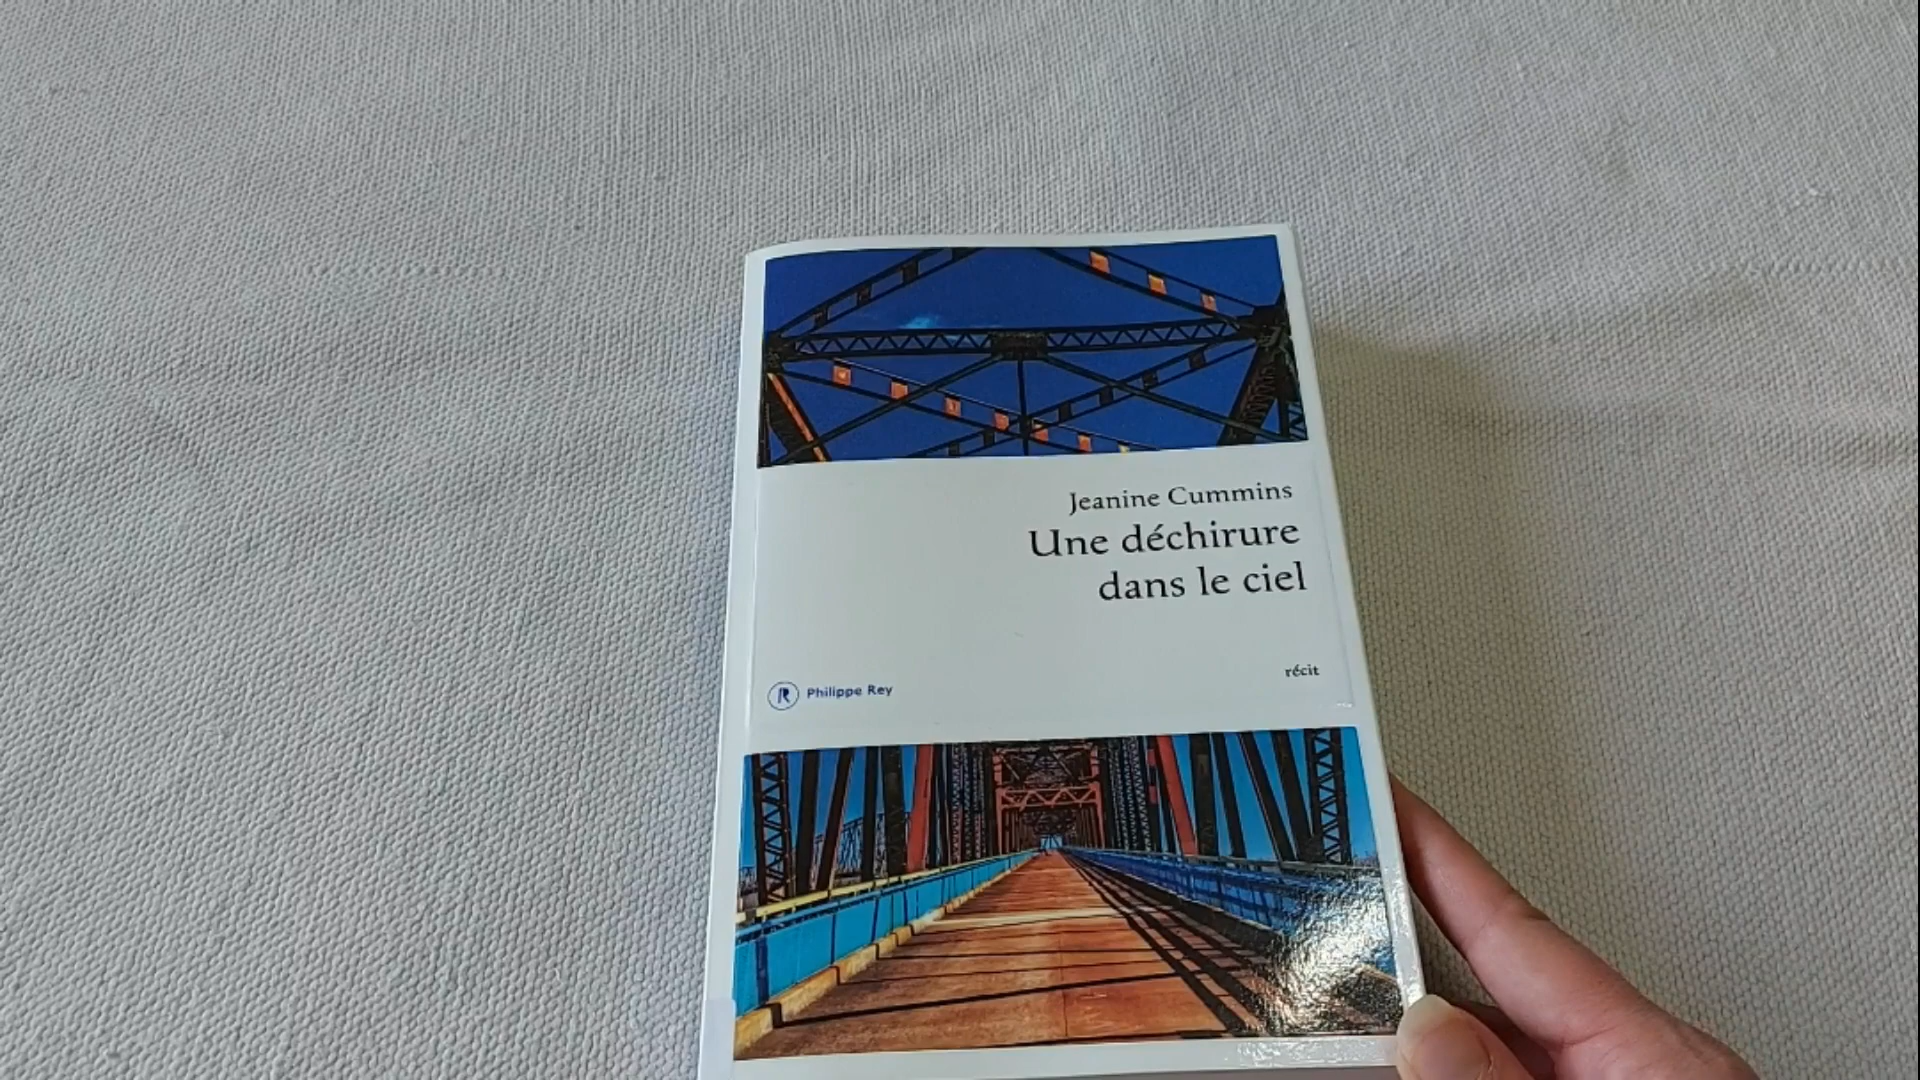 Jeanine Cummins
Une déchirure
dans le ciel
récit
R Philippe Rey